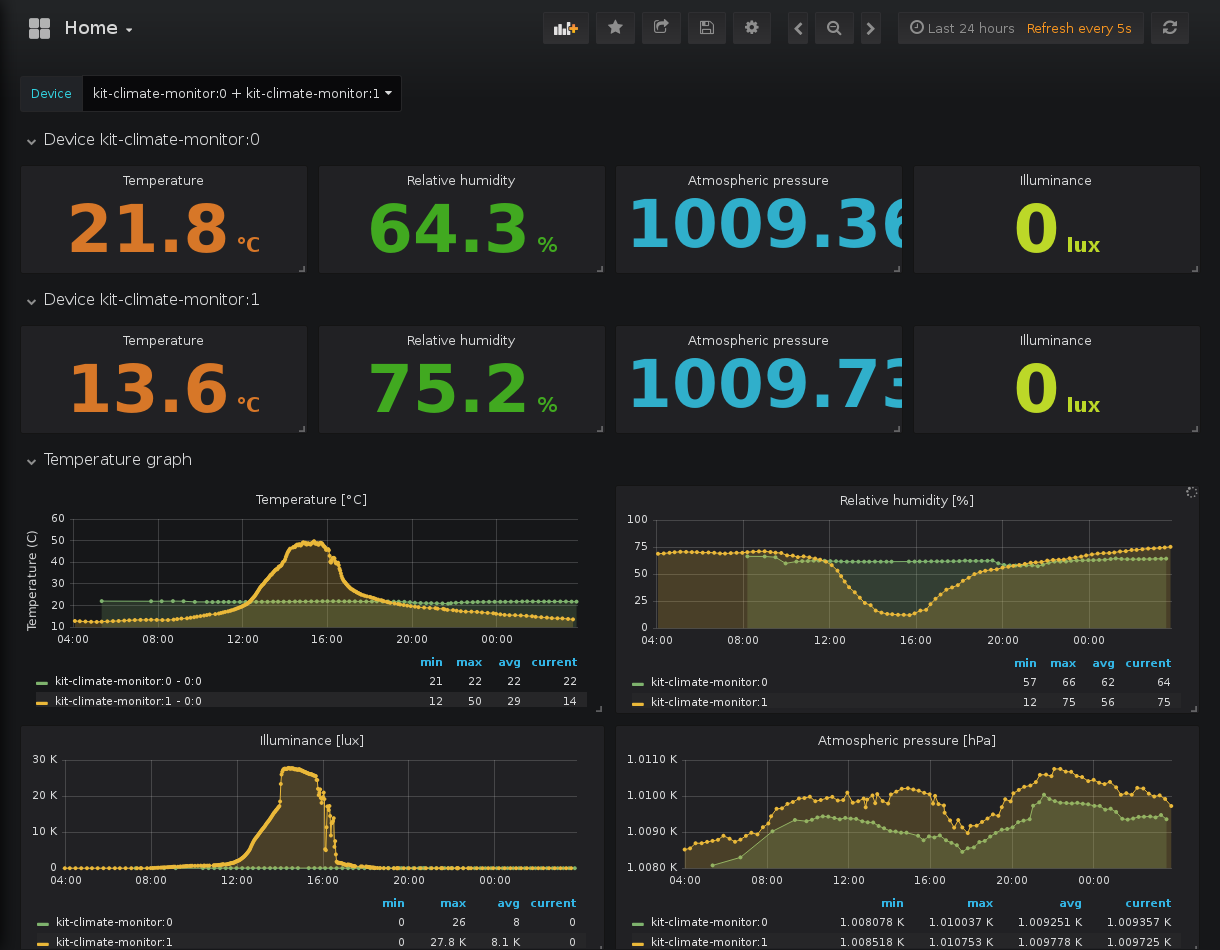 Home
Last 24 hours Refresh every 5s
Device kit-climate-monitor:0 + kit-climate-monitor:1
Device kit-climate-monitor:0
Temperature Relative humidity Atmospheric pressure Illuminance
21.8 °C 64.3 % 1009.36 0 lux
Device kit-climate-monitor:1
Temperature Relative humidity Atmospheric pressure Illuminance
13.6 °C 75.2 % 1009.73 0 lux
Temperature graph
Temperature [°C]
Temperature (C)
60
50
40
30
20
10
04:00 08:00 12:00 16:00 20:00 00:00
min max avg current
kit-climate-monitor:0 - 0:0 21 22 22 22
kit-climate-monitor:1 - 0:0 12 50 29 14
Relative humidity [%]
100
75
50
25
0
04:00 08:00 12:00 16:00 20:00 00:00
min max avg current
kit-climate-monitor:0 57 66 62 64
kit-climate-monitor:1 12 75 56 75
Illuminance [lux]
30 K
20 K
10 K
0
04:00 08:00 12:00 16:00 20:00 00:00
min max avg current
kit-climate-monitor:0 0 26 8 0
kit-climate-monitor:1 0 27.8 K 8.1 K 0
Atmospheric pressure [hPa]
1.0110 K
1.0100 K
1.0090 K
1.0080 K
04:00 08:00 12:00 16:00 20:00 00:00
min max avg current
kit-climate-monitor:0 1.008078 K 1.010037 K 1.009251 K 1.009357 K
kit-climate-monitor:1 1.008518 K 1.010753 K 1.009778 K 1.009725 K